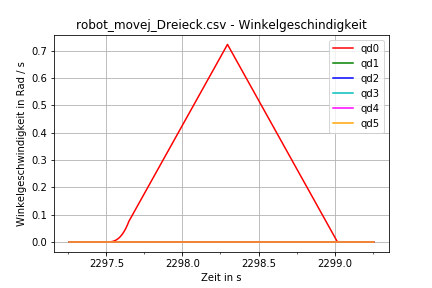 robot_movej_Dreieck.csv - Winkelgeschindigkeit
Winkelgeschwindigkeit in Rad / s
0.7
0.6
0.5
0.4
0.3
0.2
0.1
0.0
qd0
qd1
qd2
qd3
qd4
qd5
2297.5 2298.0 2298.5 2299.0
Zeit in s